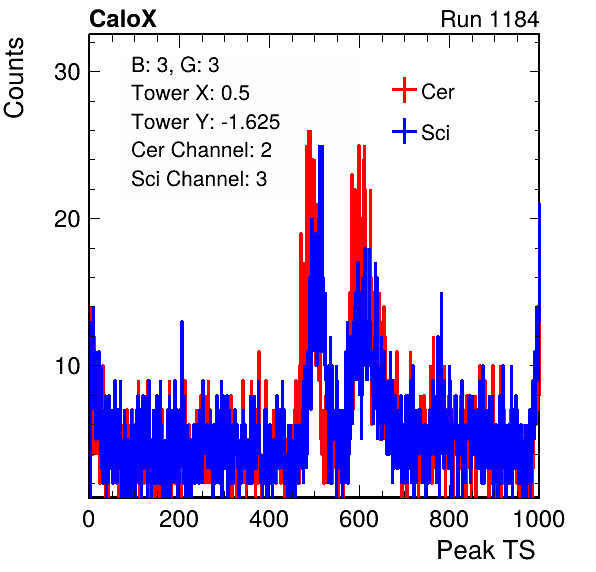 CaloX
Run 1184
Counts
B: 3, G: 3
Tower X: 0.5
Tower Y: -1.625
Cer Channel: 2
Sci Channel: 3
Cer
Sci
30
20
10
0 200 400 600 800 1000
Peak TS